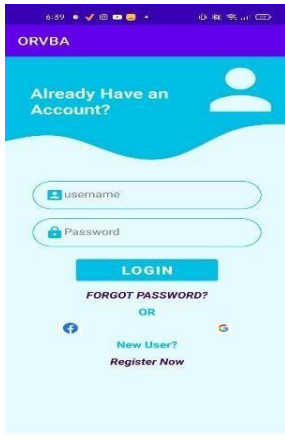 6:59
ORVBA
Already Have an
Account?
username
Password
LOGIN
FORGOT PASSWORD?
OR
New User?
Register Now